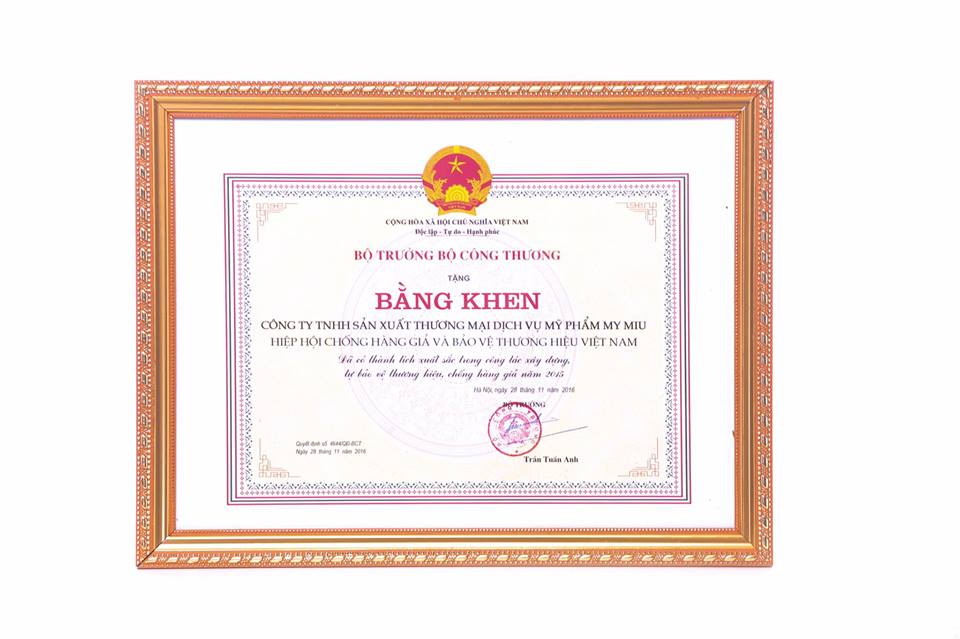 CỘNG HÒA XÃ HỘI CHỦ NGHĨA VIỆT NAM
Độc lập - Tự do - Hạnh phúc
BỘ TRƯỞNG BỘ CÔNG THƯƠNG
TẶNG
BẰNG KHEN
CÔNG TY TNHH SẢN XUẤT THƯƠNG MẠI DỊCH VỤ MỸ PHẨM MY MIU
HIỆP HỘI CHỐNG HÀNG GIẢ VÀ BẢO VỆ THƯƠNG HIỆU VIỆT NAM
Đã có thành tích xuất sắc trong công tác xây dựng,
tự bảo vệ thương hiệu, chống hàng giả năm 2015
Hà Nội, ngày 28 tháng 11 năm 2016
BỘ TRƯỞNG
Trần Tuấn Anh
Quyết định số 4644/QĐ-BCT
Ngày 28 tháng 11 năm 2016